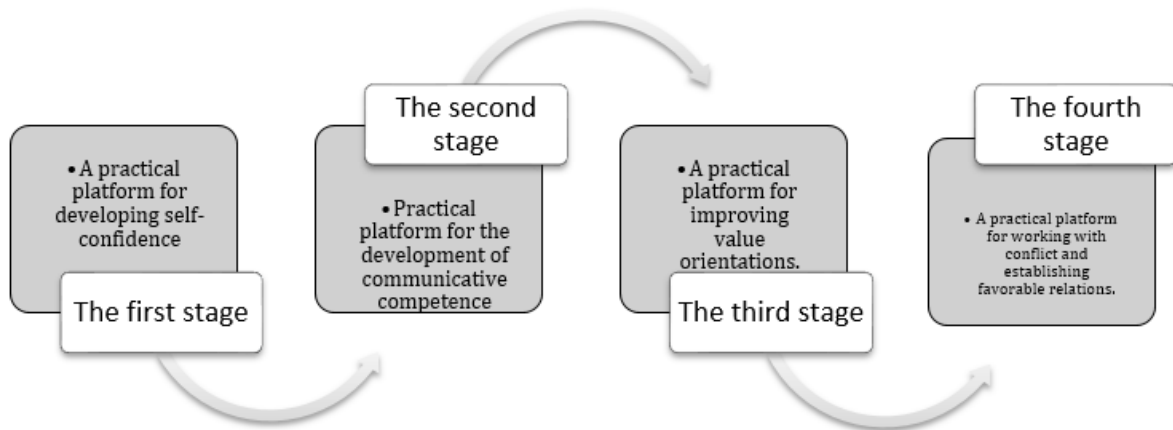 • A practical
platform for
developing self-
confidence
The first stage
The second
stage
• Practical
platform for the
development of
communicative
competence
• A practical
platform for
improving
value
orientations.
The third stage
The fourth
stage
• A practical platform
for working with
conflict and
establishing
favorable relations.